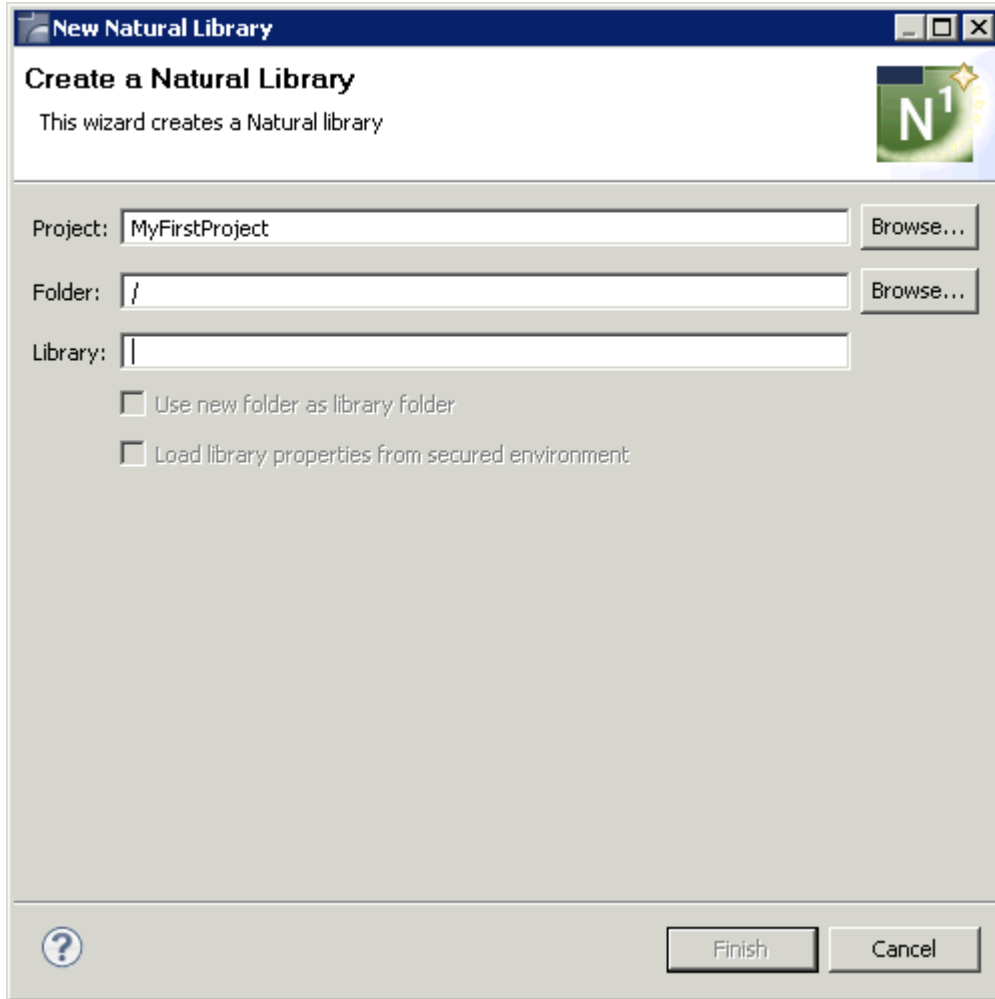 New Natural Library
Create a Natural Library
This wizard creates a Natural library
N1
Project: MyFirstProject Browse...
Folder: / Browse...
Library:
Use new folder as library folder
Load library properties from secured environment
? Finish Cancel